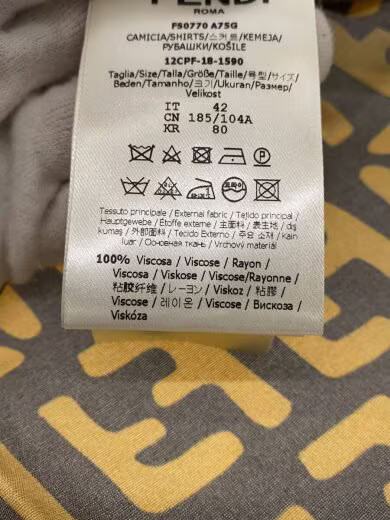 FENDI
ROMA
FS0770 A75G
CAMICIA/SHIRTS/스커트/KEMEJA/
РУБАШКИ/KOŠILE
12CPF-18-1590
Taglia/Size/Talla/Größe/Taille/ /サイズ/
Beden/Tamanho/크기/Ukuran/Размер/
Velikost
IT 42
CN 185/104A
KR 80
Tessuto principale / External fabric / Tejido principal /
Hauptgewebe / Etoffe externe / 主面料 / 表生地 / dış
kumaş / 外部面料 / Tecido Externo / 주요 소재 / Kain
luar / Основная ткань / Vrchový materiál
100% Viscosa / Viscose / Rayon /
Viscosa / Viskose / Viscose/Rayonne /
粘胶纤维 / レーヨン / Viskoz / 粘膠 /
Viscose / 레이온 / Viscose / Вискоза /
Viskóza